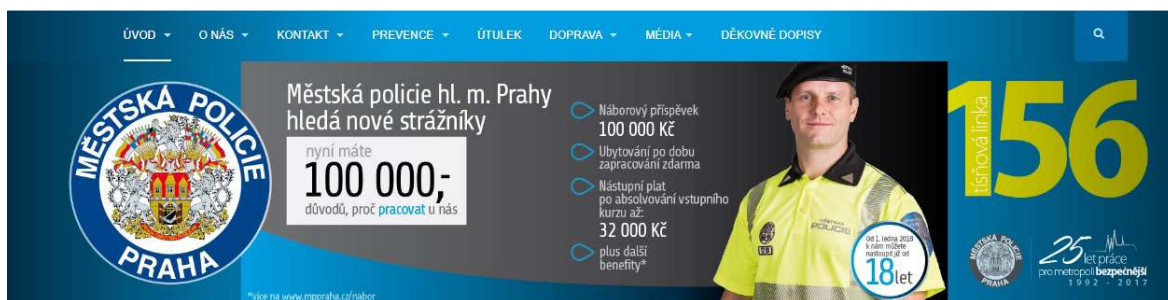 ÚVOD O NÁS KONTAKT PREVENCE ÚTULEK DOPRAVA MÉDIA DĚKOVNÉ DOPISY
MĚSTSKÁ POLICIE
PRAHA
Městská policie hl. m. Prahy
hledá nové strážníky
nyní máte
100 000,-
důvodů, proč pracovat u nás
*více na www.mppraha.cz/nabor
Náborový příspěvek
100 000 Kč
Ubytování po dobu
zapracování zdarma
Nástupní plat
po absolvování vstupního
kurzu až:
32 000 Kč
plus další
benefity*
POLICIE
Od 1. ledna 2018
k nám můžete
nastoupit již od
18 let
tísňová linka
156
MĚSTSKÁ POLICIE
PRAHA
25 let práce
pro metropoli bezpečnější
1992 - 2017